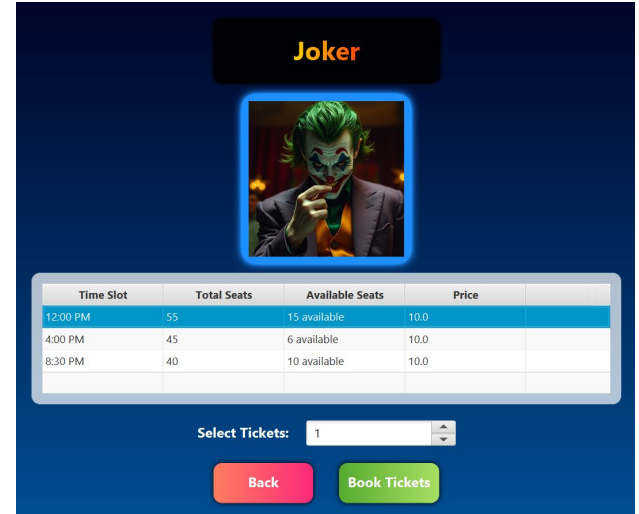 Joker
Time Slot Total Seats Available Seats Price
12:00 PM 55 15 available 10.0
4:00 PM 45 6 available 10.0
8:30 PM 40 10 available 10.0
Select Tickets: 1
Back Book Tickets